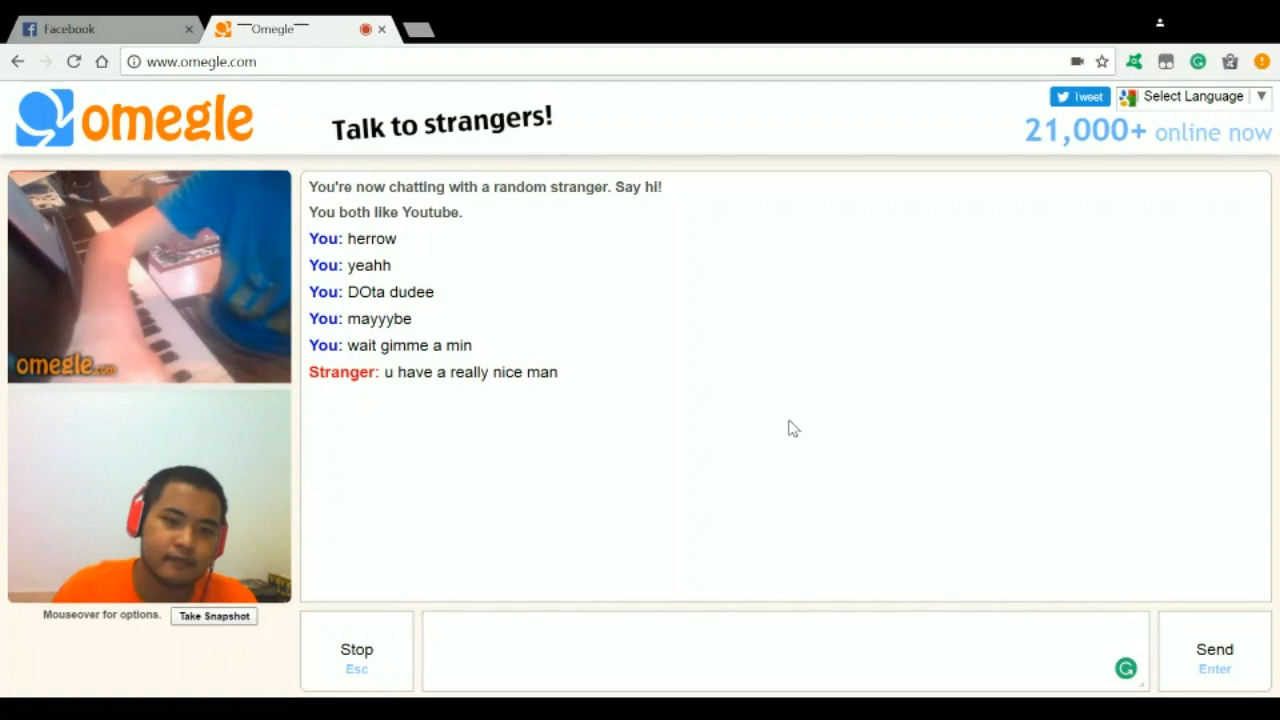 Facebook
Omegle
www.omegle.com
omegle
Talk to strangers!
Tweet
Select Language
21,000+ online now
omegle.com
You're now chatting with a random stranger. Say hi!
You both like Youtube.
You: herrow
You: yeahh
You: DOta dudee
You: mayyybe
You: wait gimme a min
Stranger: u have a really nice man
Mouseover for options.
Take Snapshot
Stop
Esc
Send
Enter